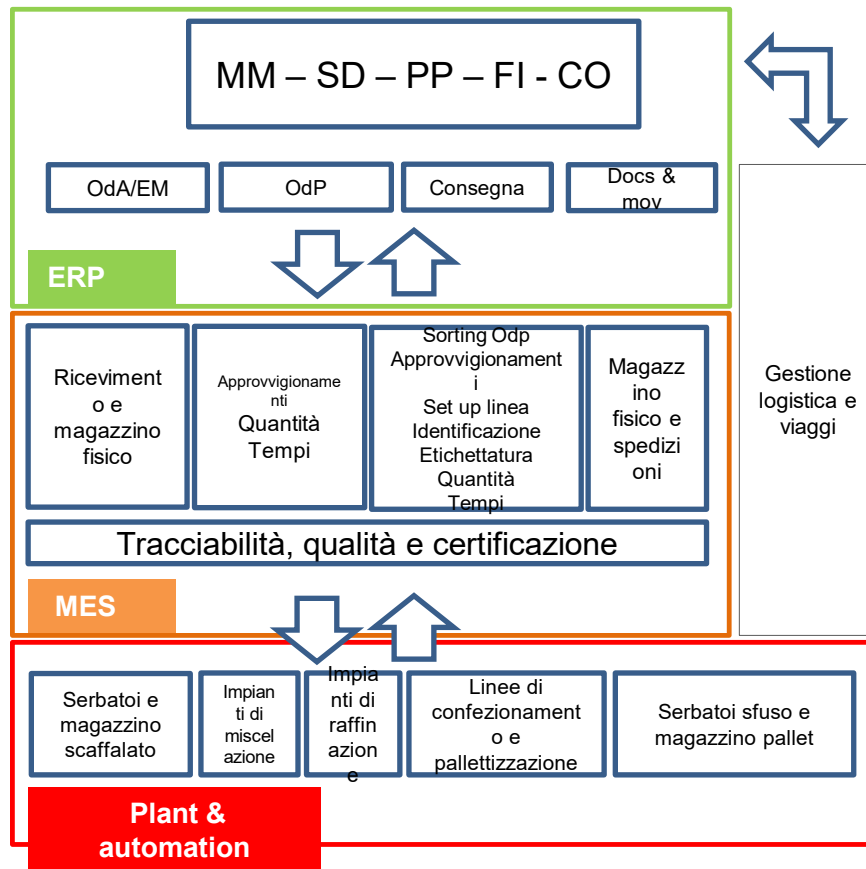 MM – SD – PP – FI - CO
OdA/EM
OdP
Consegna
Docs &
mov
ERP
Riceviment
o e
magazzino
fisico
Approvvigioname
nti
Quantità
Tempi
Sorting Odp
Approvvigionament
i
Set up linea
Identificazione
Etichettatura
Quantità
Tempi
Magazz
ino
fisico e
spedizi
oni
Gestione
logistica e
viaggi
Tracciabilità, qualità e certificazione
MES
Serbatoi e
magazzino
scaffalato
Impian
ti di
miscel
azione
Impia
nti di
raffin
azion
e
Linee di
confezionament
o e
pallettizzazione
Serbatoi sfuso e
magazzino pallet
Plant &
automation